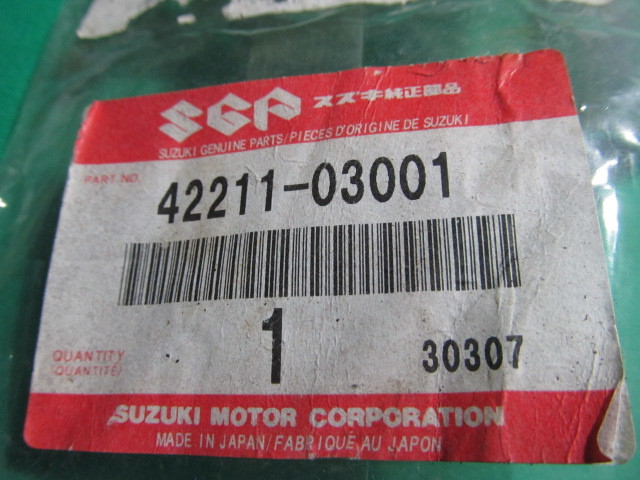 SGP スズキ純正部品
SUZUKI GENUINE PARTS/PIECES D'ORIGINE DE SUZUKI
PART NO. 42211-03001
1 30307
QUANTITY
(QUANTITÉ)
SUZUKI MOTOR CORPORATION
MADE IN JAPAN/FABRIQUÉ AU JAPON